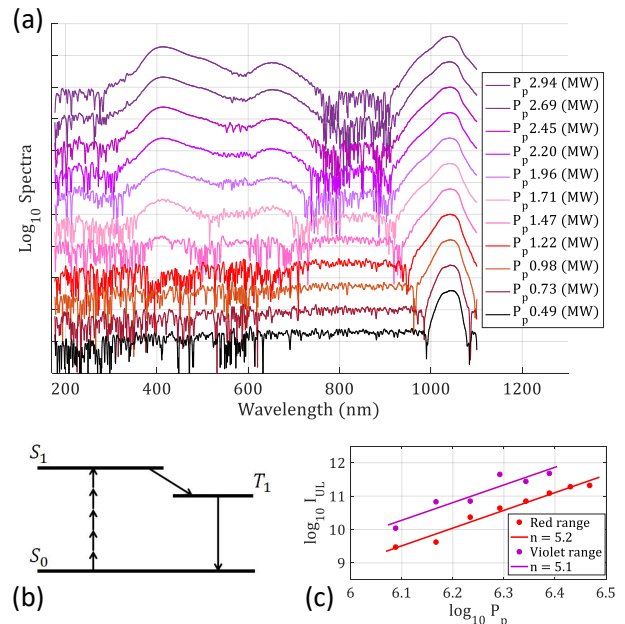 (a)
Log10 Spectra
P_p 2.94 (MW)
P_p 2.69 (MW)
P_p 2.45 (MW)
P_p 2.20 (MW)
P_p 1.96 (MW)
P_p 1.71 (MW)
P_p 1.47 (MW)
P_p 1.22 (MW)
P_p 0.98 (MW)
P_p 0.73 (MW)
P_p 0.49 (MW)
200 400 600 800 1000 1200
Wavelength (nm)
S1
T1
S0
(b)
log10 I_UL
12
11
10
9
Red range
n = 5.2
Violet range
n = 5.1
6 6.1 6.2 6.3 6.4 6.5
log10 P_p
(c)